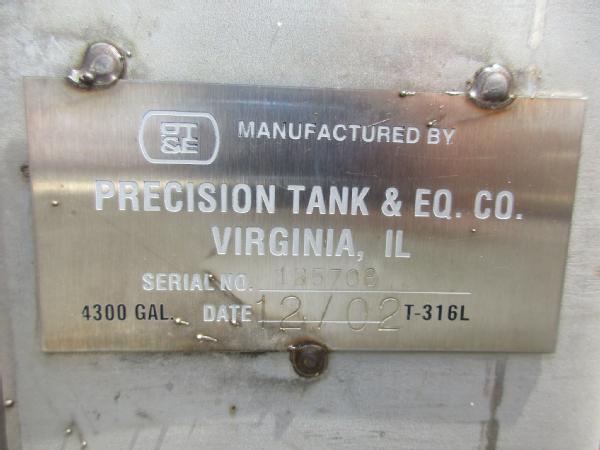 PT
&E
MANUFACTURED BY
PRECISION TANK & EQ. CO.
VIRGINIA, IL
SERIAL NO.
4300 GAL. DATE 12/02 T-316L